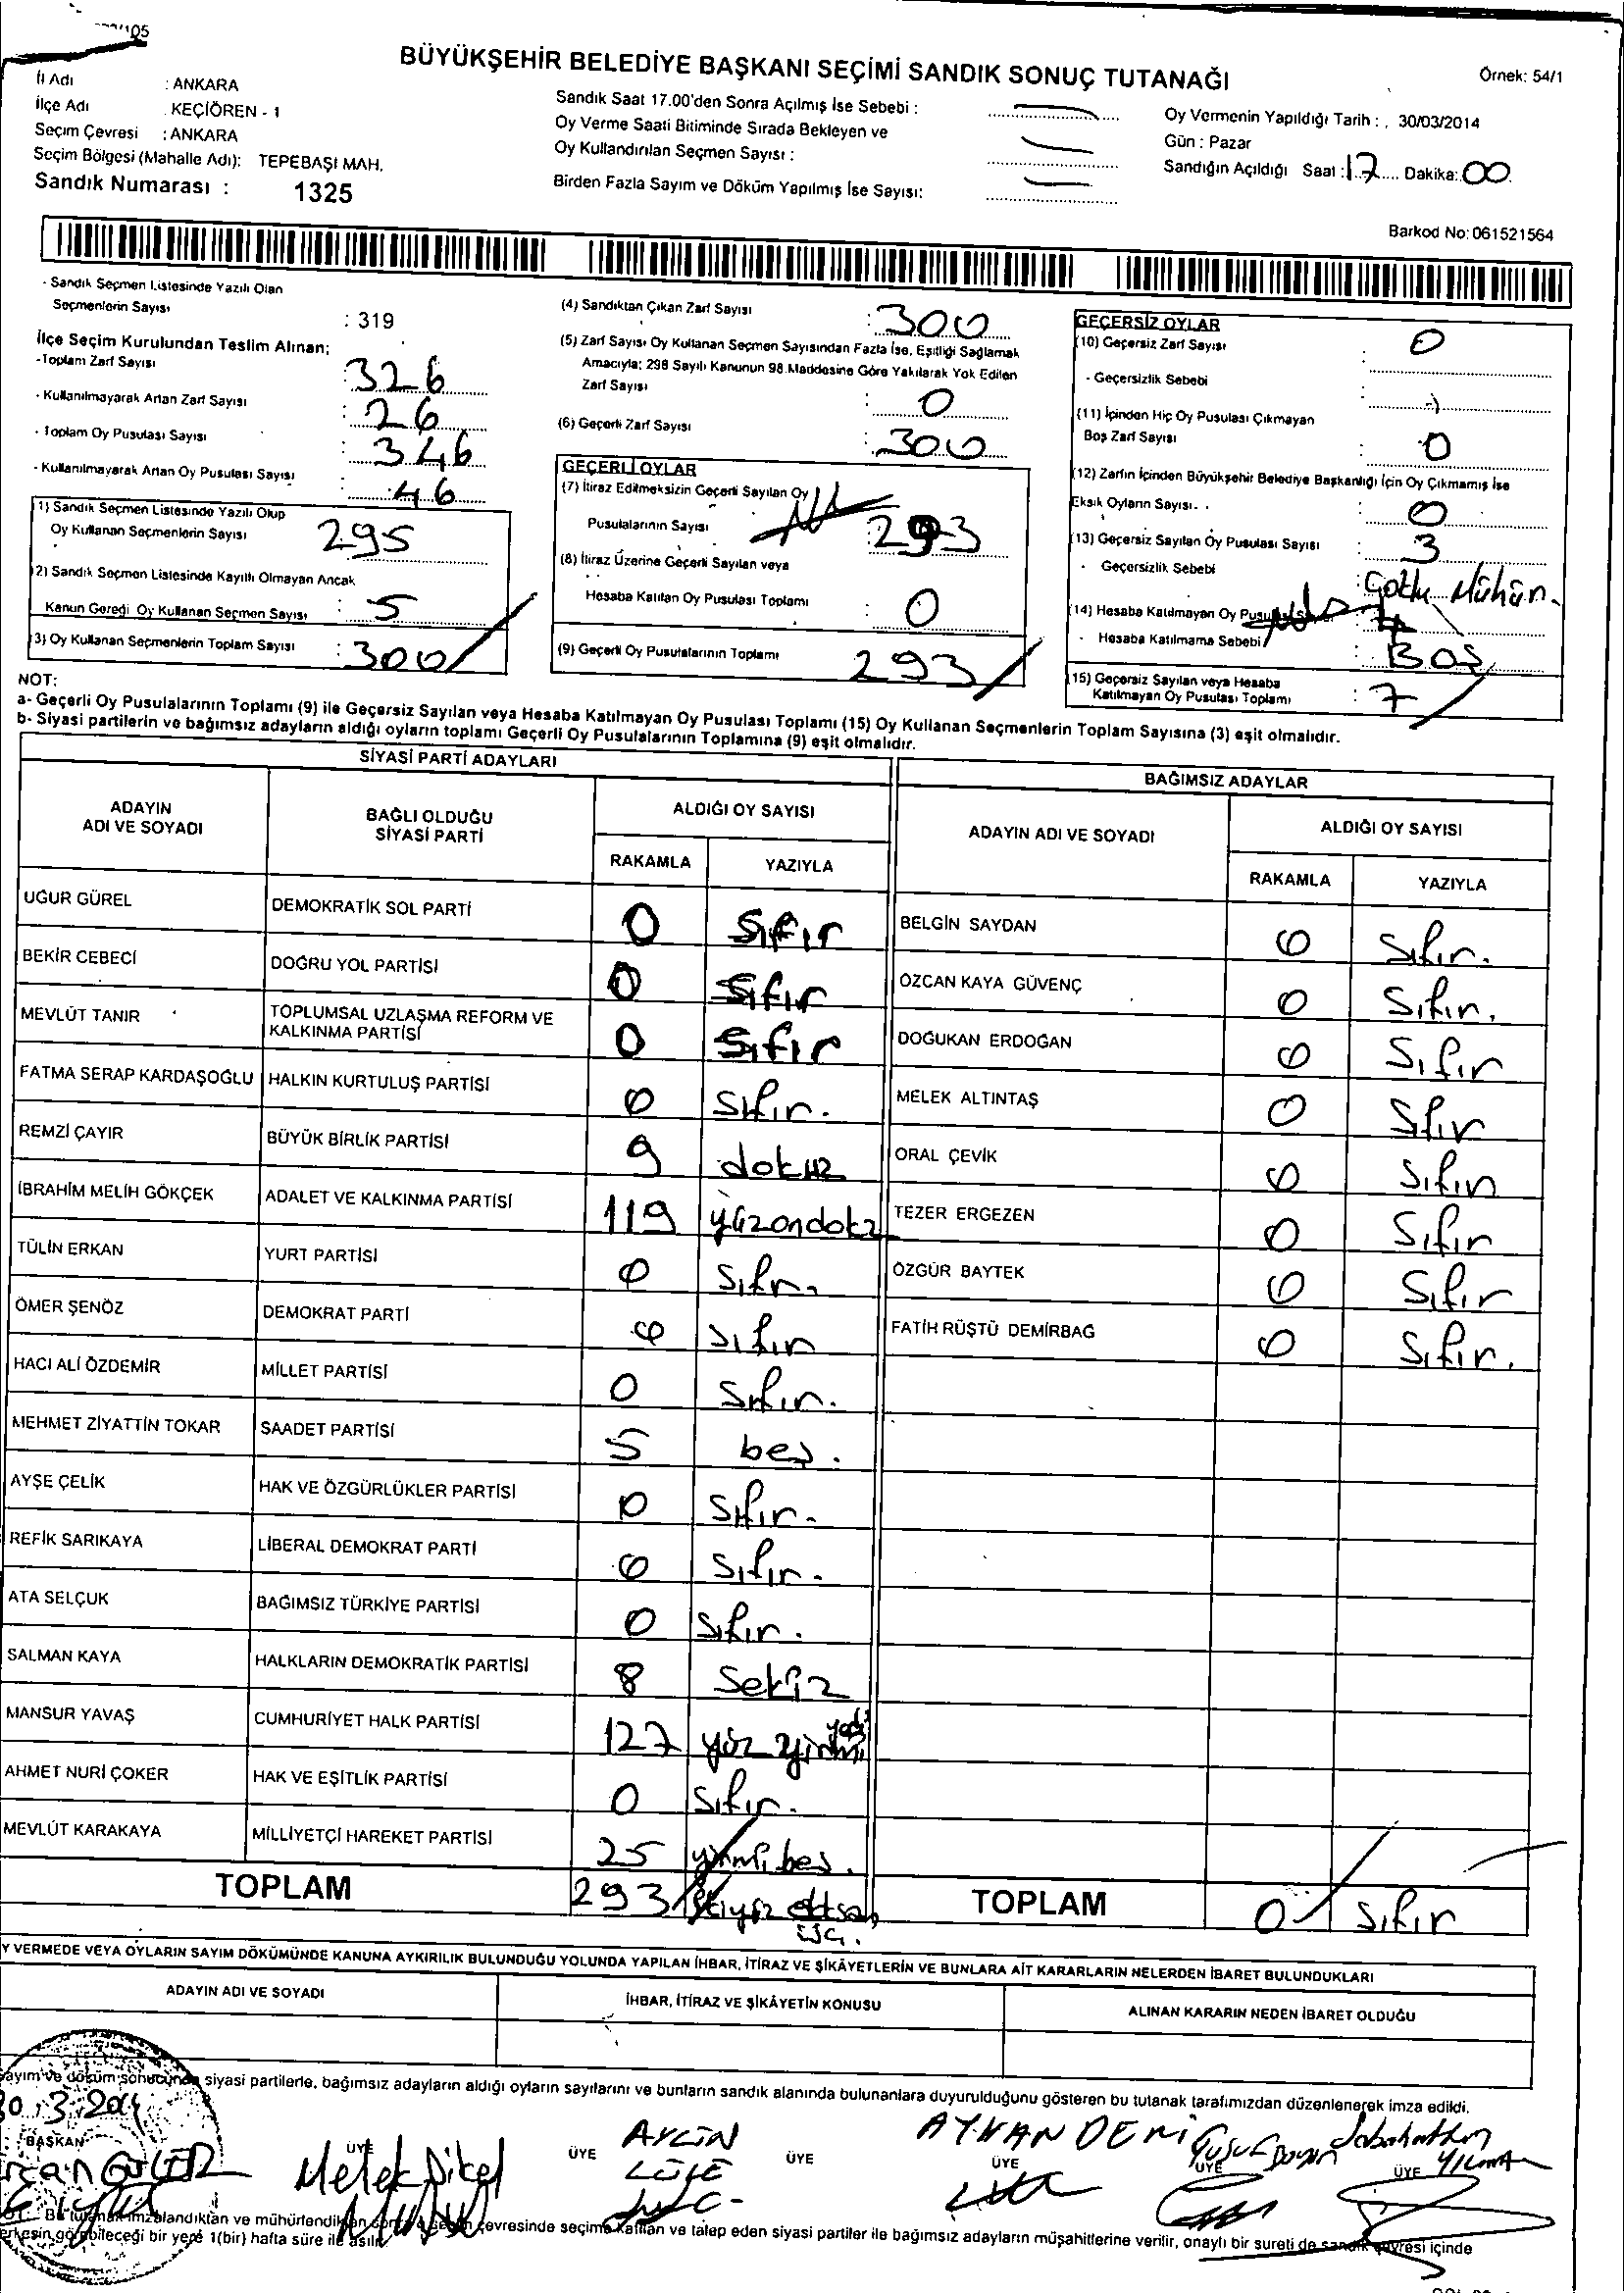 BÜYÜKŞEHİR BELEDİYE BAŞKANI SEÇİMİ SANDIK SONUÇ TUTANAĞI
Örnek: 54/1
İl Adı : ANKARA
İlçe Adı KEÇİÖREN - 1
Seçim Çevresi : ANKARA
Seçim Bölgesi (Mahalle Adı): TEPEBAŞI MAH.
Sandık Numarası : 1325
Sandık Saat 17.00'den Sonra Açılmış İse Sebebi :
Oy Verme Saati Bitiminde Sırada Bekleyen ve
Oy Kullandırılan Seçmen Sayısı :
Birden Fazla Sayım ve Döküm Yapılmış İse Sayısı:
Oy Vermenin Yapıldığı Tarih : 30/03/2014
Gün : Pazar
Sandığın Açıldığı Saat : 17 Dakika: 00
Barkod No: 061521564
- Sandık Seçmen Listesinde Yazılı Olan
Seçmenlerin Sayısı : 319
İlçe Seçim Kurulundan Teslim Alınan;
- Toplam Zarf Sayısı : 326
- Kullanılmayarak Artan Zarf Sayısı : 26
- Toplam Oy Pusulası Sayısı : 346
- Kullanılmayarak Artan Oy Pusulası Sayısı : 46
1) Sandık Seçmen Listesinde Yazılı Olup
Oy Kullanan Seçmenlerin Sayısı 295
2) Sandık Seçmen Listesinde Kayıtlı Olmayan Ancak
Kanun Gereği Oy Kullanan Seçmen Sayısı : 5
3) Oy Kullanan Seçmenlerin Toplam Sayısı : 300
(4) Sandıktan Çıkan Zarf Sayısı : 300
(5) Zarf Sayısı Oy Kullanan Seçmen Sayısından Fazla İse, Eşitliği Sağlamak
Amacıyla; 298 Sayılı Kanunun 98.Maddesine Göre Yakılarak Yok Edilen
Zarf Sayısı : 0
(6) Geçerli Zarf Sayısı : 300
GEÇERLİ OYLAR
(7) İtiraz Edilmeksizin Geçerli Sayılan Oy
Pusulalarının Sayısı : 293
(8) İtiraz Üzerine Geçerli Sayılan veya
Hesaba Katılan Oy Pusulası Toplamı : 0
(9) Geçerli Oy Pusulalarının Toplamı 293
GEÇERSİZ OYLAR
(10) Geçersiz Zarf Sayısı : 0
- Geçersizlik Sebebi :
(11) İçinden Hiç Oy Pusulası Çıkmayan
Boş Zarf Sayısı : 0
(12) Zarfın İçinden Büyükşehir Belediye Başkanlığı İçin Oy Çıkmamış İse
Eksik Oyların Sayısı 0
(13) Geçersiz Sayılan Oy Pusulası Sayısı : 3
- Geçersizlik Sebebi : Çoklu Mühür.
(14) Hesaba Katılmayan Oy : 4
- Hesaba Katılmama Sebebi : BOŞ
15) Geçersiz Sayılan veya Hesaba
Katılmayan Oy Pusulası Toplamı : 7
NOT:
a- Geçerli Oy Pusulalarının Toplamı (9) ile Geçersiz Sayılan veya Hesaba Katılmayan Oy Pusulası Toplamı (15) Oy Kullanan Seçmenlerin Toplam Sayısına (3) eşit olmalıdır.
b- Siyasi partilerin ve bağımsız adayların aldığı oyların toplamı Geçerli Oy Pusulalarının Toplamına (9) eşit olmalıdır.
SİYASİ PARTİ ADAYLARI
ADAYIN ADI VE SOYADI
BAĞLI OLDUĞU SİYASİ PARTİ
ALDIĞI OY SAYISI
RAKAMLA YAZIYLA
UĞUR GÜREL DEMOKRATİK SOL PARTİ 0 Sıfır
BEKİR CEBECİ DOĞRU YOL PARTİSİ 0 Sıfır
MEVLÜT TANIR TOPLUMSAL UZLAŞMA REFORM VE
KALKINMA PARTİSİ 0 Sıfır
FATMA SERAP KARDAŞOĞLU HALKIN KURTULUŞ PARTİSİ 0 Sıfır.
REMZİ ÇAYIR BÜYÜK BİRLİK PARTİSİ 9 dokuz
İBRAHİM MELİH GÖKÇEK ADALET VE KALKINMA PARTİSİ 119 yüzondokz
TÜLİN ERKAN YURT PARTİSİ 0 Sıfır.
ÖMER ŞENÖZ DEMOKRAT PARTİ 0 Sıfır
HACI ALİ ÖZDEMİR MİLLET PARTİSİ 0 Sıfır.
MEHMET ZİYATTİN TOKAR SAADET PARTİSİ 5 beş.
AYŞE ÇELİK HAK VE ÖZGÜRLÜKLER PARTİSİ 0 Sıfır.
REFİK SARIKAYA LİBERAL DEMOKRAT PARTİ 0 Sıfır.
ATA SELÇUK BAĞIMSIZ TÜRKİYE PARTİSİ 0 Sıfır.
SALMAN KAYA HALKLARIN DEMOKRATİK PARTİSİ 8 Sekiz
MANSUR YAVAŞ CUMHURİYET HALK PARTİSİ 127 yüz yirmi yedi
AHMET NURİ ÇOKER HAK VE EŞİTLİK PARTİSİ 0 Sıfır.
MEVLÜT KARAKAYA MİLLİYETÇİ HAREKET PARTİSİ 25 yirmi beş.
TOPLAM 293 ikiyüz doksan
üç.
BAĞIMSIZ ADAYLAR
ADAYIN ADI VE SOYADI
ALDIĞI OY SAYISI
RAKAMLA YAZIYLA
BELGİN SAYDAN 0 Sıfır.
ÖZCAN KAYA GÜVENÇ 0 Sıfır.
DOĞUKAN ERDOĞAN 0 Sıfır
MELEK ALTINTAŞ 0 Sıfır
ORAL ÇEVİK 0 Sıfır
TEZER ERGEZEN 0 Sıfır
ÖZGÜR BAYTEK 0 Sıfır
FATİH RÜŞTÜ DEMİRBAĞ 0 Sıfır.
TOPLAM 0 Sıfır
Y VERMEDE VEYA OYLARIN SAYIM DÖKÜMÜNDE KANUNA AYKIRILIK BULUNDUĞU YOLUNDA YAPILAN İHBAR, İTİRAZ VE ŞİKÂYETLERİN VE BUNLARA AİT KARARLARIN NELERDEN İBARET BULUNDUKLARI
ADAYIN ADI VE SOYADI
İHBAR, İTİRAZ VE ŞİKÂYETİN KONUSU
ALINAN KARARIN NEDEN İBARET OLDUĞU
ayım ve döküm sonucunda siyasi partilerle, bağımsız adayların aldığı oyların sayılarını ve bunların sandık alanında bulunanlara duyurulduğunu gösteren bu tutanak tarafımızdan düzenlenerek imza edildi.
BAŞKAN
ÜYE Melek
ÜYE AYLİN
ÜYE
ÜYE AYKAN
ÜYE Yusuf
ÜYE Sabahattin
çevresinde seçime katılan ve talep eden siyasi partiler ile bağımsız adayların müşahitlerine verilir, onaylı bir sureti de sandık çevresi içinde
görebileceği bir yere 1(bir) hafta süre ile asılır.